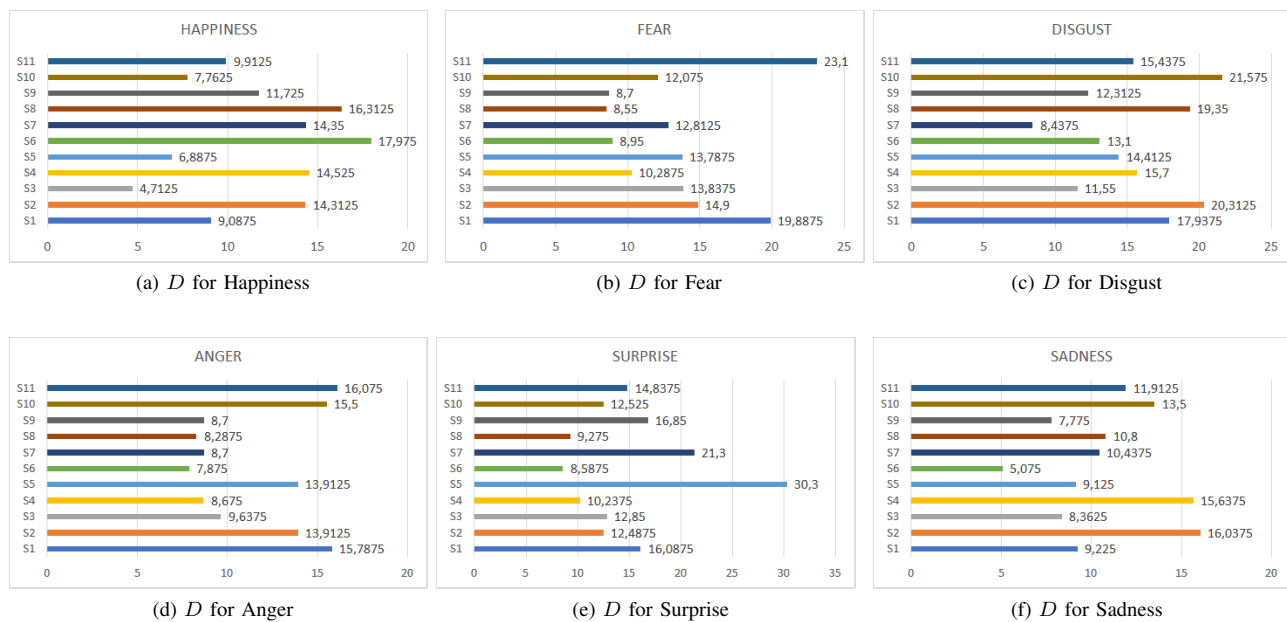 HAPPINESS
S11 9,9125
S10 7,7625
S9 11,725
S8 16,3125
S7 14,35
S6 17,975
S5 6,8875
S4 14,525
S3 4,7125
S2 14,3125
S1 9,0875
0 5 10 15 20
(a) D for Happiness
FEAR
S11 23,1
S10 12,075
S9 8,7
S8 8,55
S7 12,8125
S6 8,95
S5 13,7875
S4 10,2875
S3 13,8375
S2 14,9
S1 19,8875
0 5 10 15 20 25
(b) D for Fear
DISGUST
S11 15,4375
S10 21,575
S9 12,3125
S8 19,35
S7 8,4375
S6 13,1
S5 14,4125
S4 15,7
S3 11,55
S2 20,3125
S1 17,9375
0 5 10 15 20 25
(c) D for Disgust
ANGER
S11 16,075
S10 15,5
S9 8,7
S8 8,2875
S7 8,7
S6 7,875
S5 13,9125
S4 8,675
S3 9,6375
S2 13,9125
S1 15,7875
0 5 10 15 20
(d) D for Anger
SURPRISE
S11 14,8375
S10 12,525
S9 16,85
S8 9,275
S7 21,3
S6 8,5875
S5 30,3
S4 10,2375
S3 12,85
S2 12,4875
S1 16,0875
0 5 10 15 20 25 30 35
(e) D for Surprise
SADNESS
S11 11,9125
S10 13,5
S9 7,775
S8 10,8
S7 10,4375
S6 5,075
S5 9,125
S4 15,6375
S3 8,3625
S2 16,0375
S1 9,225
0 5 10 15 20
(f) D for Sadness